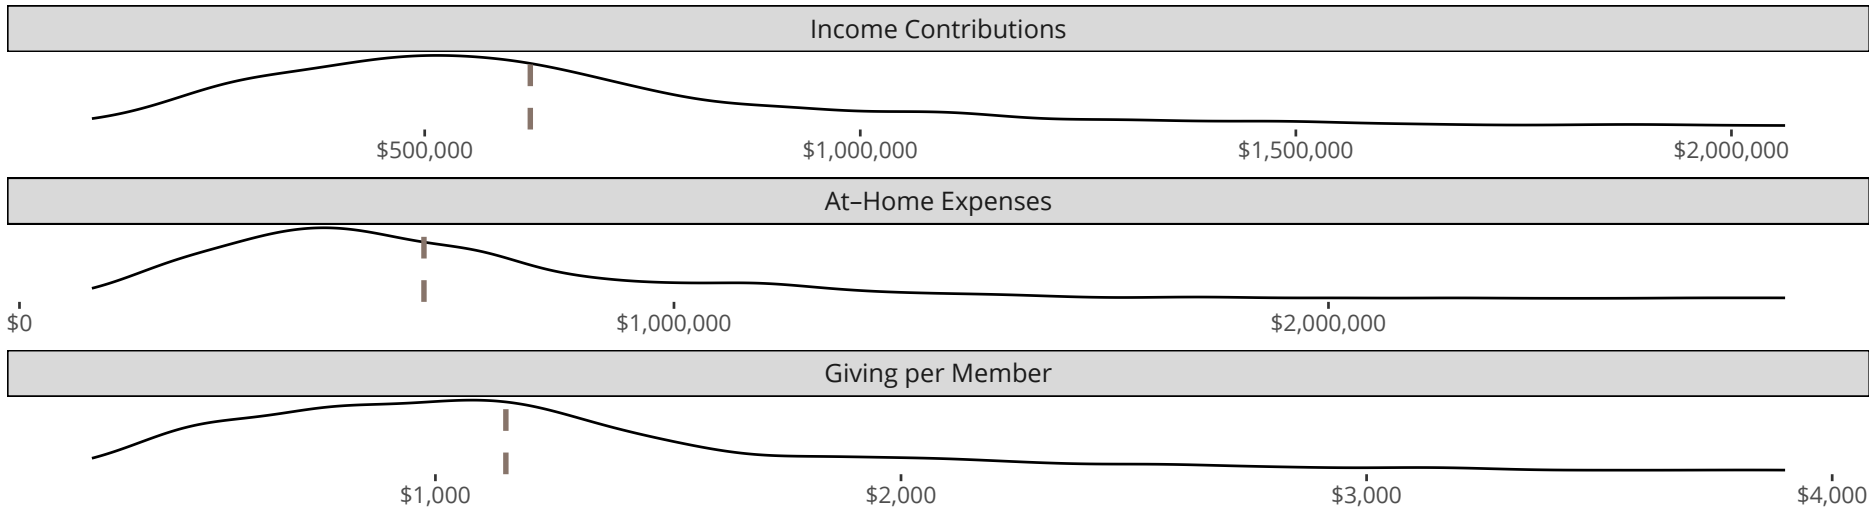 Income Contributions
$500,000 $1,000,000 $1,500,000 $2,000,000
At–Home Expenses
$0 $1,000,000 $2,000,000
Giving per Member
$1,000 $2,000 $3,000 $4,000